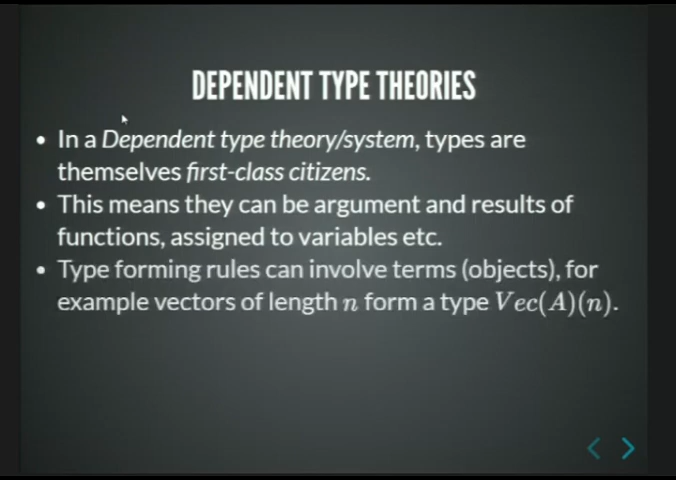 DEPENDENT TYPE THEORIES
• In a Dependent type theory/system, types are
themselves first-class citizens.
• This means they can be argument and results of
functions, assigned to variables etc.
• Type forming rules can involve terms (objects), for
example vectors of length n form a type Vec(A)(n).